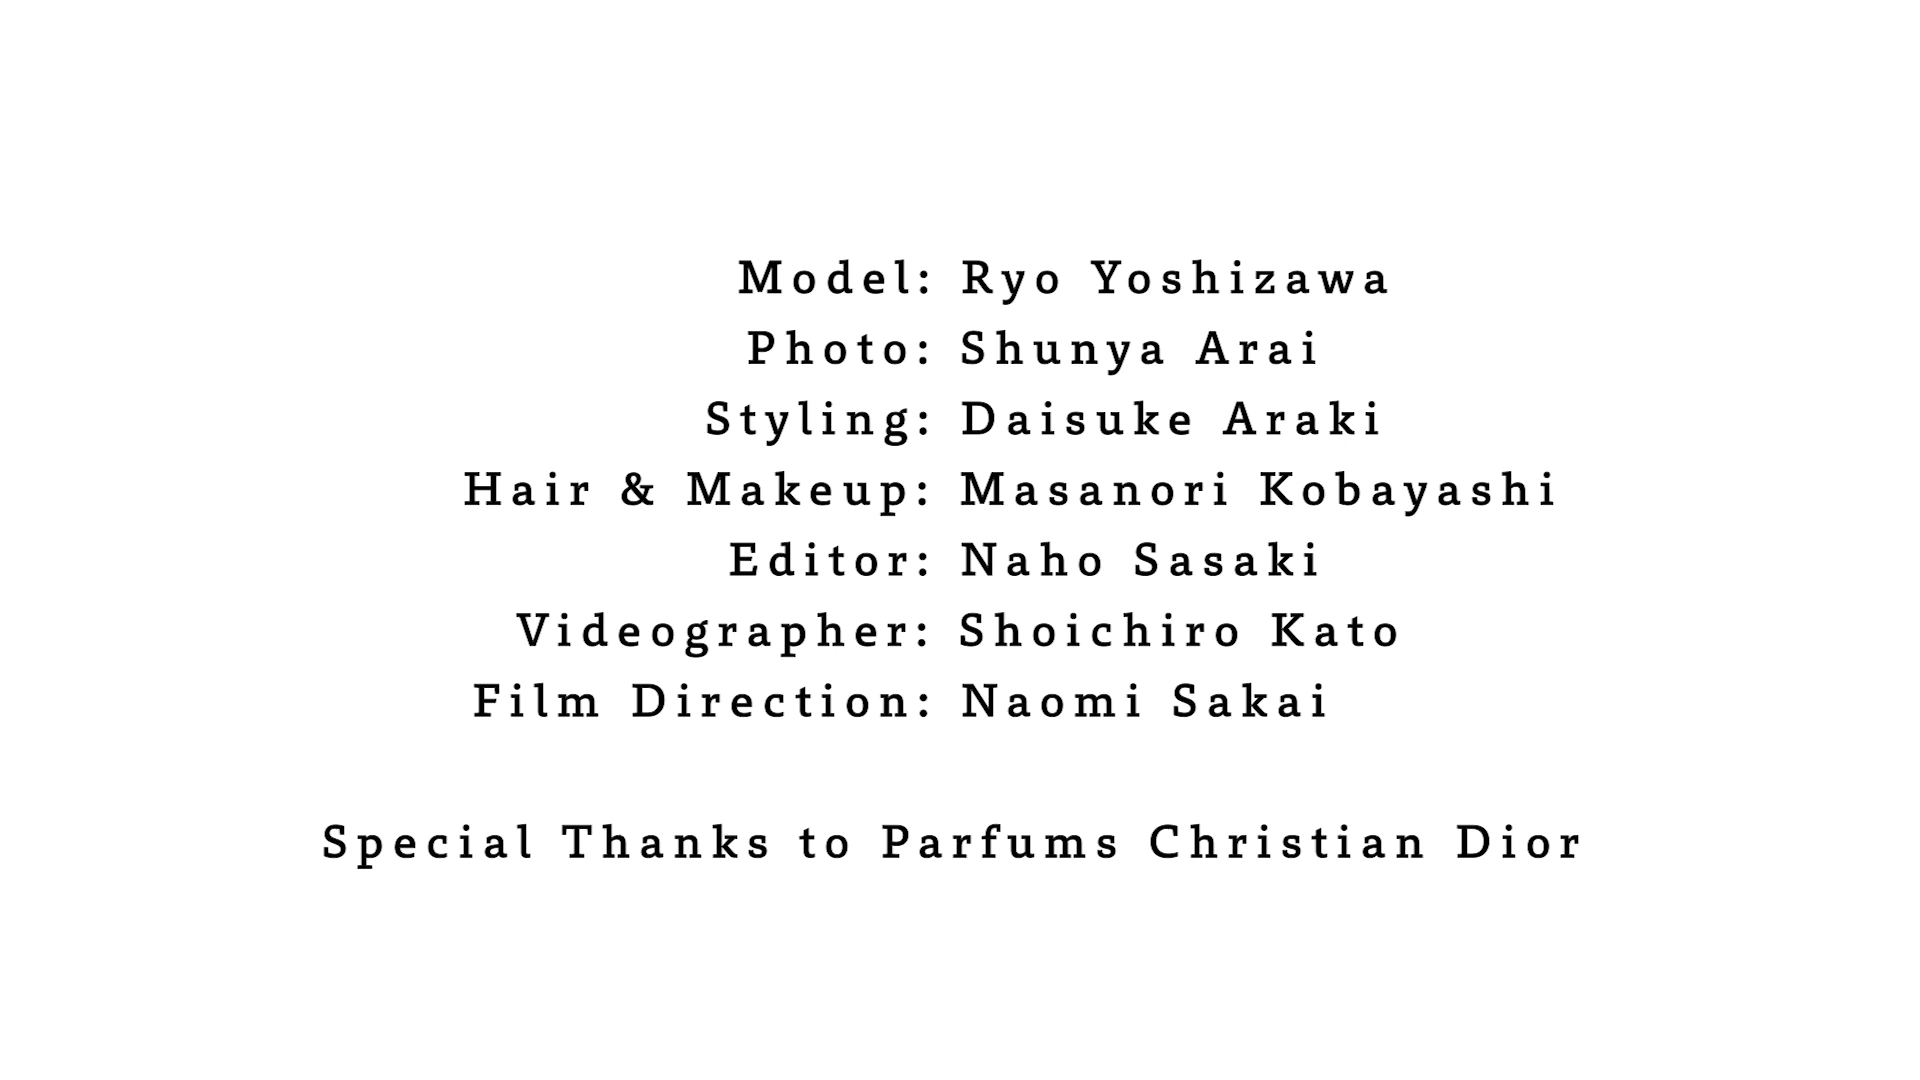 Model: Ryo Yoshizawa
Photo: Shunya Arai
Styling: Daisuke Araki
Hair & Makeup: Masanori Kobayashi
Editor: Naho Sasaki
Videographer: Shoichiro Kato
Film Direction: Naomi Sakai
Special Thanks to Parfums Christian Dior